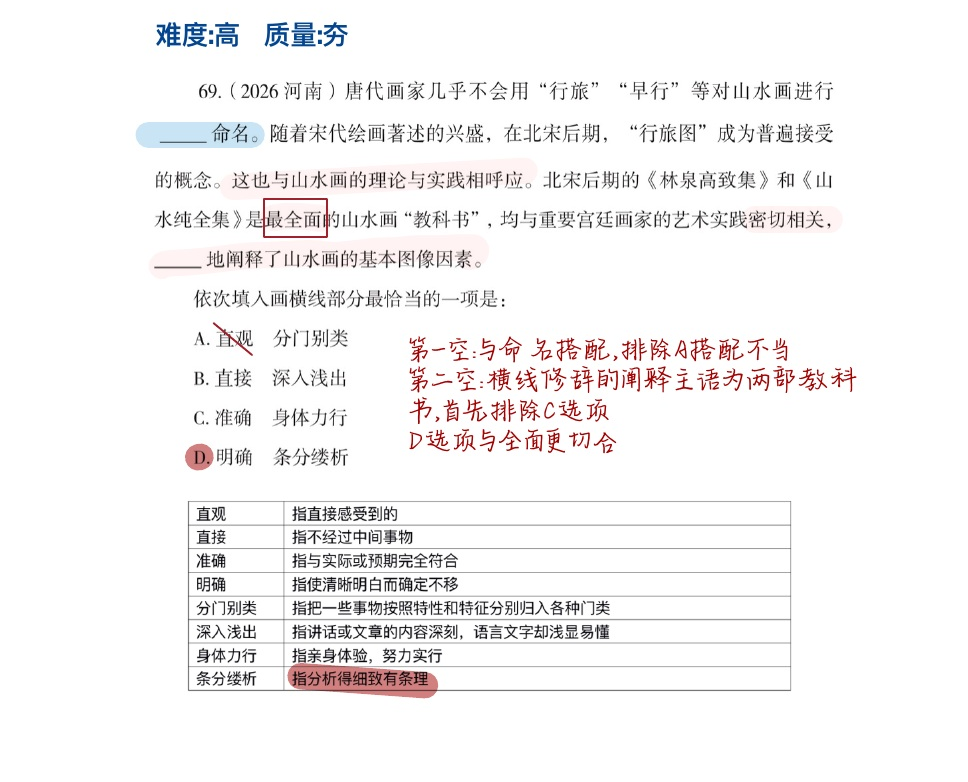 难度:高 质量:夯
69.（2026 河南）唐代画家几乎不会用“行旅”“早行”等对山水画进行
_____ 命名。随着宋代绘画著述的兴盛，在北宋后期，“行旅图”成为普遍接受
的概念。这也与山水画的理论与实践相呼应。北宋后期的《林泉高致集》和《山
水纯全集》是最全面的山水画“教科书”，均与重要宫廷画家的艺术实践密切相关，
_____ 地阐释了山水画的基本图像因素。
依次填入画横线部分最恰当的一项是：
A. 直观 分门别类
B. 直接 深入浅出
C. 准确 身体力行
D. 明确 条分缕析
第一空:与命名搭配,排除A搭配不当
第二空:横线修辞的阐释主语为两部教科
书,首先排除C选项
D选项与全面更切合
直观 指直接感受到的
直接 指不经过中间事物
准确 指与实际或预期完全符合
明确 指使清晰明白而确定不移
分门别类 指把一些事物按照特性和特征分别归入各种门类
深入浅出 指讲话或文章的内容深刻，语言文字却浅显易懂
身体力行 指亲身体验，努力实行
条分缕析 指分析得细致有条理